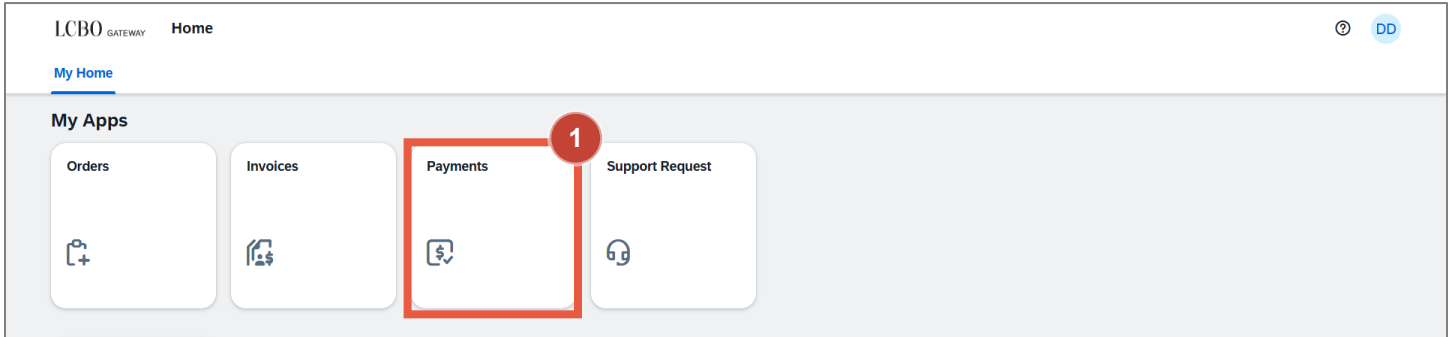 LCBO GATEWAY Home DD
My Home
My Apps
1
Orders Invoices Payments Support Request